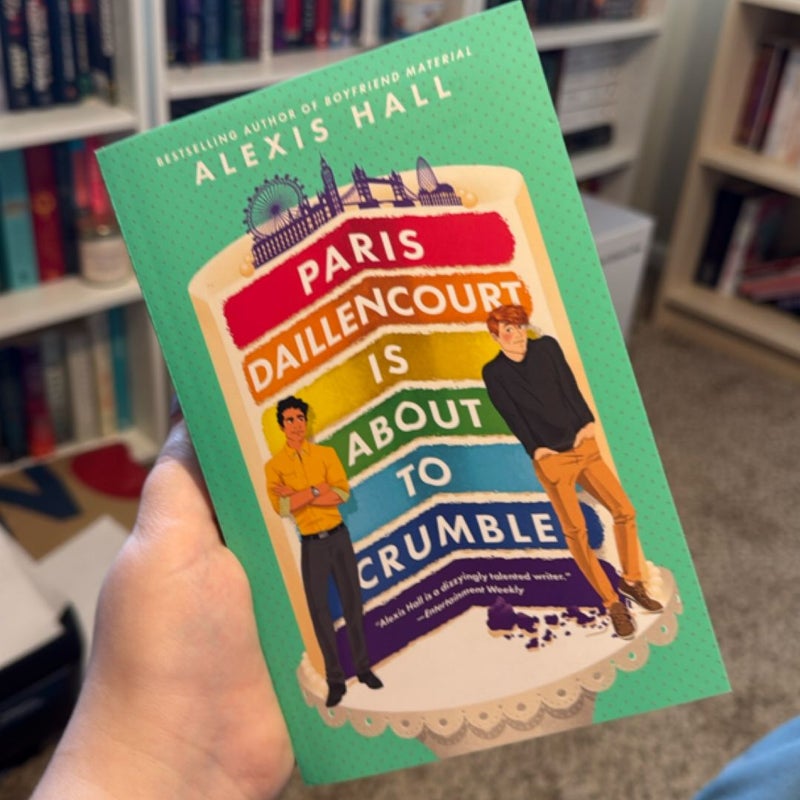 BESTSELLING AUTHOR OF BOYFRIEND MATERIAL
ALEXIS HALL
PARIS
DAILLENCOURT
IS
ABOUT
TO
CRUMBLE
"Alexis Hall is a dizzyingly talented writer."
—Entertainment Weekly